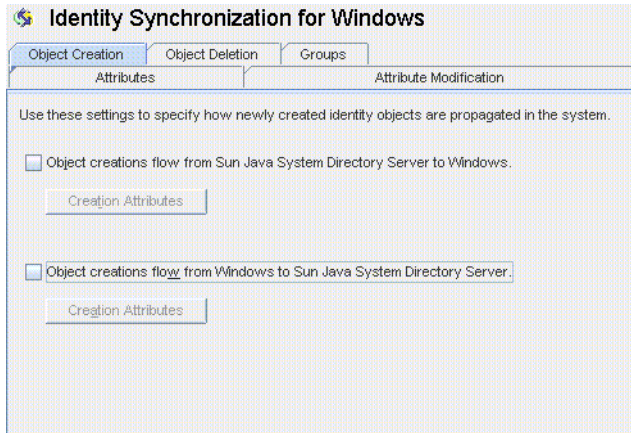 Identity Synchronization for Windows
Object Creation Object Deletion Groups
Attributes Attribute Modification
Use these settings to specify how newly created identity objects are propagated in the system.
Object creations flow from Sun Java System Directory Server to Windows.
Creation Attributes
Object creations flow from Windows to Sun Java System Directory Server.
Creation Attributes